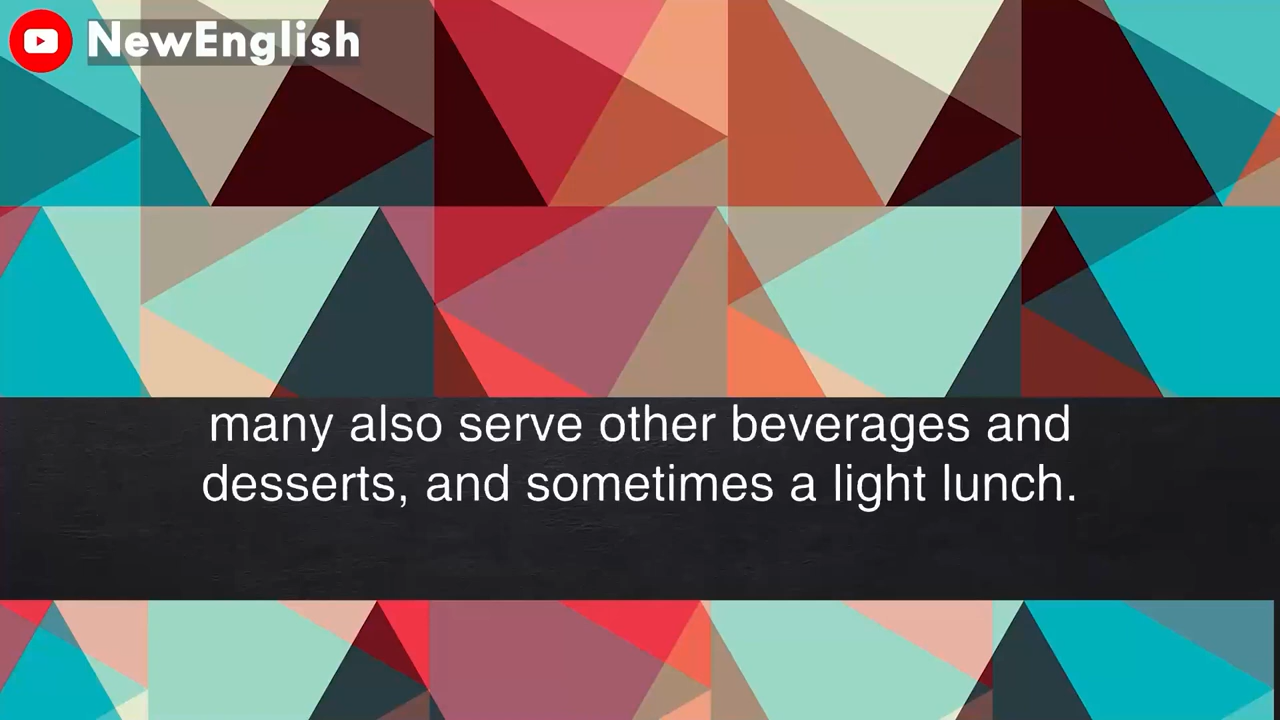 NewEnglish
many also serve other beverages and
desserts, and sometimes a light lunch.